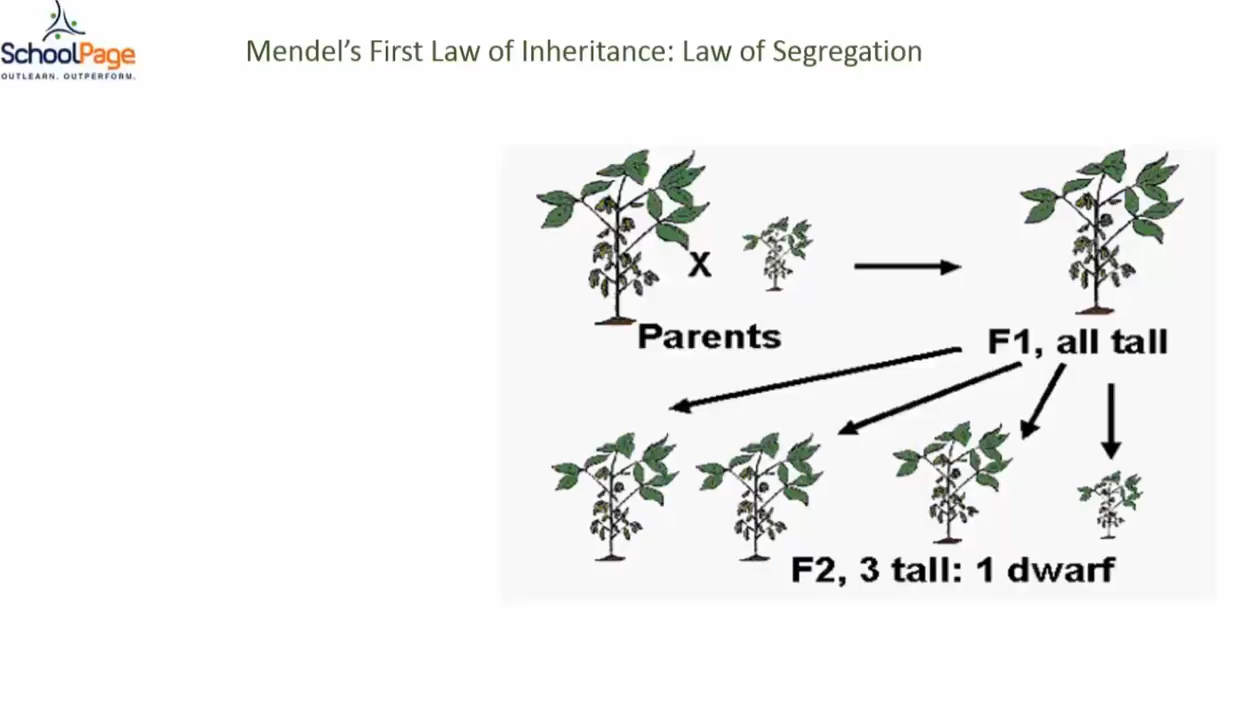 SchoolPage
OUTLEARN. OUTPERFORM.
Mendel's First Law of Inheritance: Law of Segregation
X
Parents
F1, all tall
F2, 3 tall: 1 dwarf